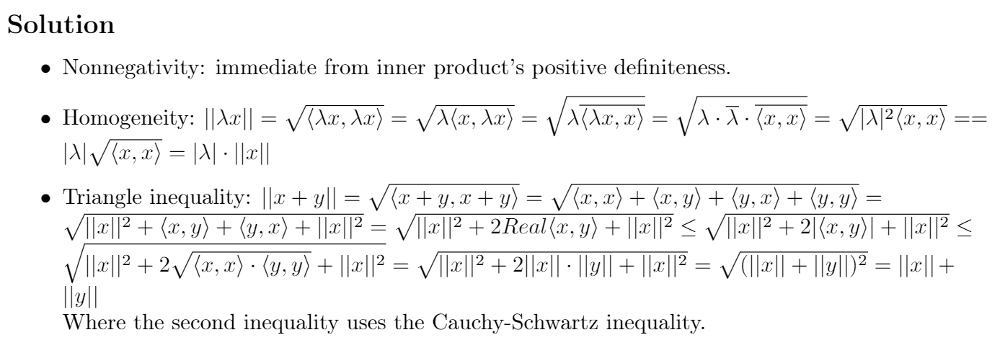 Solution
• Nonnegativity: immediate from inner product's positive definiteness.
• Homogeneity: $||\lambda x|| = \sqrt{\langle \lambda x, \lambda x \rangle} = \sqrt{\lambda \langle x, \lambda x \rangle} = \sqrt{\lambda \overline{\langle \lambda x, x \rangle}} = \sqrt{\lambda \cdot \overline{\lambda} \cdot \overline{\langle x, x \rangle}} = \sqrt{|\lambda|^2 \langle x, x \rangle} ==$
$|\lambda| \sqrt{\langle x, x \rangle} = |\lambda| \cdot ||x||$
• Triangle inequality: $||x + y|| = \sqrt{\langle x + y, x + y \rangle} = \sqrt{\langle x, x \rangle + \langle x, y \rangle + \langle y, x \rangle + \langle y, y \rangle} =$
$\sqrt{||x||^2 + \langle x, y \rangle + \langle y, x \rangle + ||x||^2} = \sqrt{||x||^2 + 2Real\langle x, y \rangle + ||x||^2} \leq \sqrt{||x||^2 + 2|\langle x, y \rangle| + ||x||^2} \leq$
$\sqrt{||x||^2 + 2\sqrt{\langle x, x \rangle \cdot \langle y, y \rangle} + ||x||^2} = \sqrt{||x||^2 + 2||x|| \cdot ||y|| + ||x||^2} = \sqrt{(||x|| + ||y||)^2} = ||x|| +$
$||y||$
Where the second inequality uses the Cauchy-Schwartz inequality.